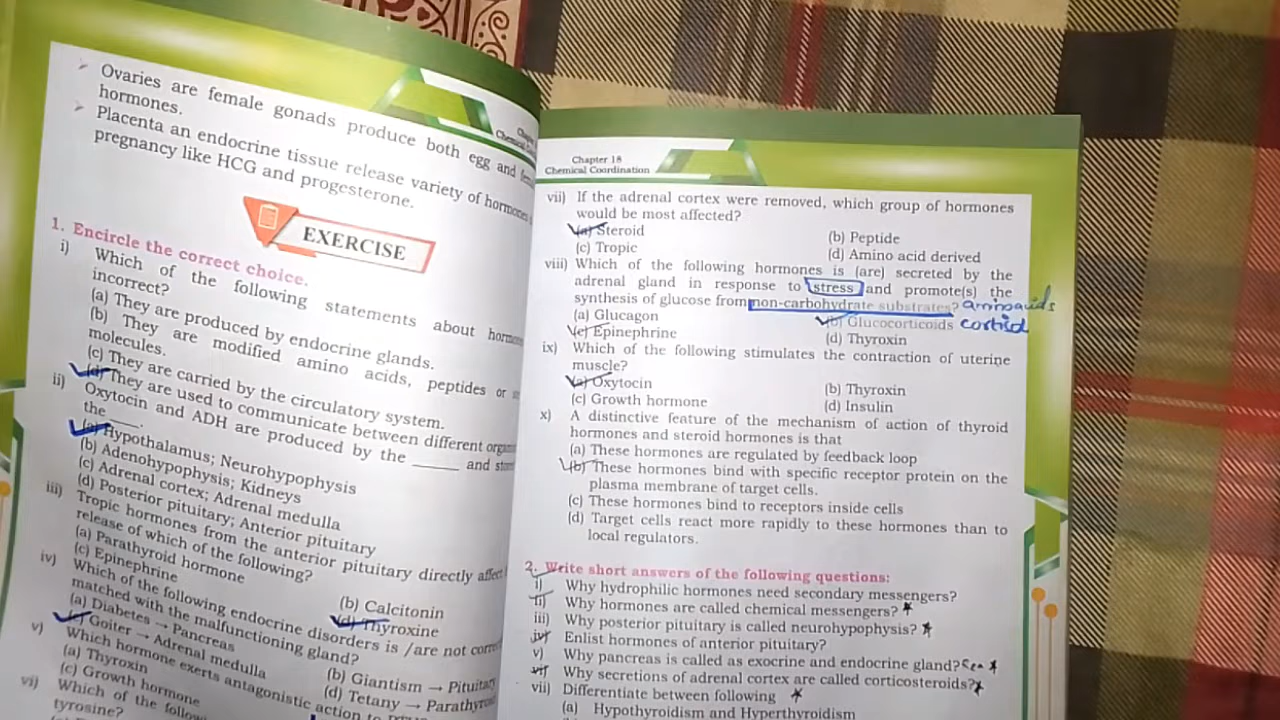 Ovaries are female gonads produce both egg and
hormones.
Placenta an endocrine tissue release variety of hormones
pregnancy like HCG and progesterone.
EXERCISE
1. Encircle the correct choice.
i) Which of the following statements about
incorrect?
(a) They are produced by endocrine glands.
(b) They are modified amino acids, peptides or
molecules.
(c) They are carried by the circulatory system.
(d) They are used to communicate between different
ii) Oxytocin and ADH are produced by the ______ and
the ______.
(a) Hypothalamus; Neurohypophysis
(b) Adenohypophysis; Kidneys
(c) Adrenal cortex; Adrenal medulla
(d) Posterior pituitary; Anterior pituitary
iii) Tropic hormones from the anterior pituitary directly affect
release of which of the following?
(a) Parathyroid hormone
(b) Calcitonin
(c) Epinephrine
(d) Thyroxine
iv) Which of the following endocrine disorders is /are not
matched with the malfunctioning gland?
(a) Diabetes → Pancreas
(b) Giantism → Pituitary
(c) Goiter → Adrenal medulla
(d) Tetany → Parathyroid
v) Which hormone exerts antagonistic action to
(a) Thyroxin
(c) Growth hormone
vi) Which of the
tyrosine?
Chapter 18
Chemical Coordination
vii) If the adrenal cortex were removed, which group of hormones
would be most affected?
(a) Steroid
(b) Peptide
(c) Tropic
(d) Amino acid derived
viii) Which of the following hormones is (are) secreted by the
adrenal gland in response to stress and promote(s) the
synthesis of glucose from non-carbohydrate substrates? aminoacids
(a) Glucagon
(b) Glucocorticoids cortisol
(c) Epinephrine
(d) Thyroxin
ix) Which of the following stimulates the contraction of uterine
muscle?
(a) Oxytocin
(b) Thyroxin
(c) Growth hormone
(d) Insulin
x) A distinctive feature of the mechanism of action of thyroid
hormones and steroid hormones is that
(a) These hormones are regulated by feedback loop
(b) These hormones bind with specific receptor protein on the
plasma membrane of target cells.
(c) These hormones bind to receptors inside cells
(d) Target cells react more rapidly to these hormones than to
local regulators.
2. Write short answers of the following questions:
i) Why hydrophilic hormones need secondary messengers?
ii) Why hormones are called chemical messengers?
iii) Why posterior pituitary is called neurohypophysis?
iv) Enlist hormones of anterior pituitary?
v) Why pancreas is called as exocrine and endocrine gland?
vi) Why secretions of adrenal cortex are called corticosteroids?
vii) Differentiate between following
(a) Hypothyroidism and Hyperthyroidism